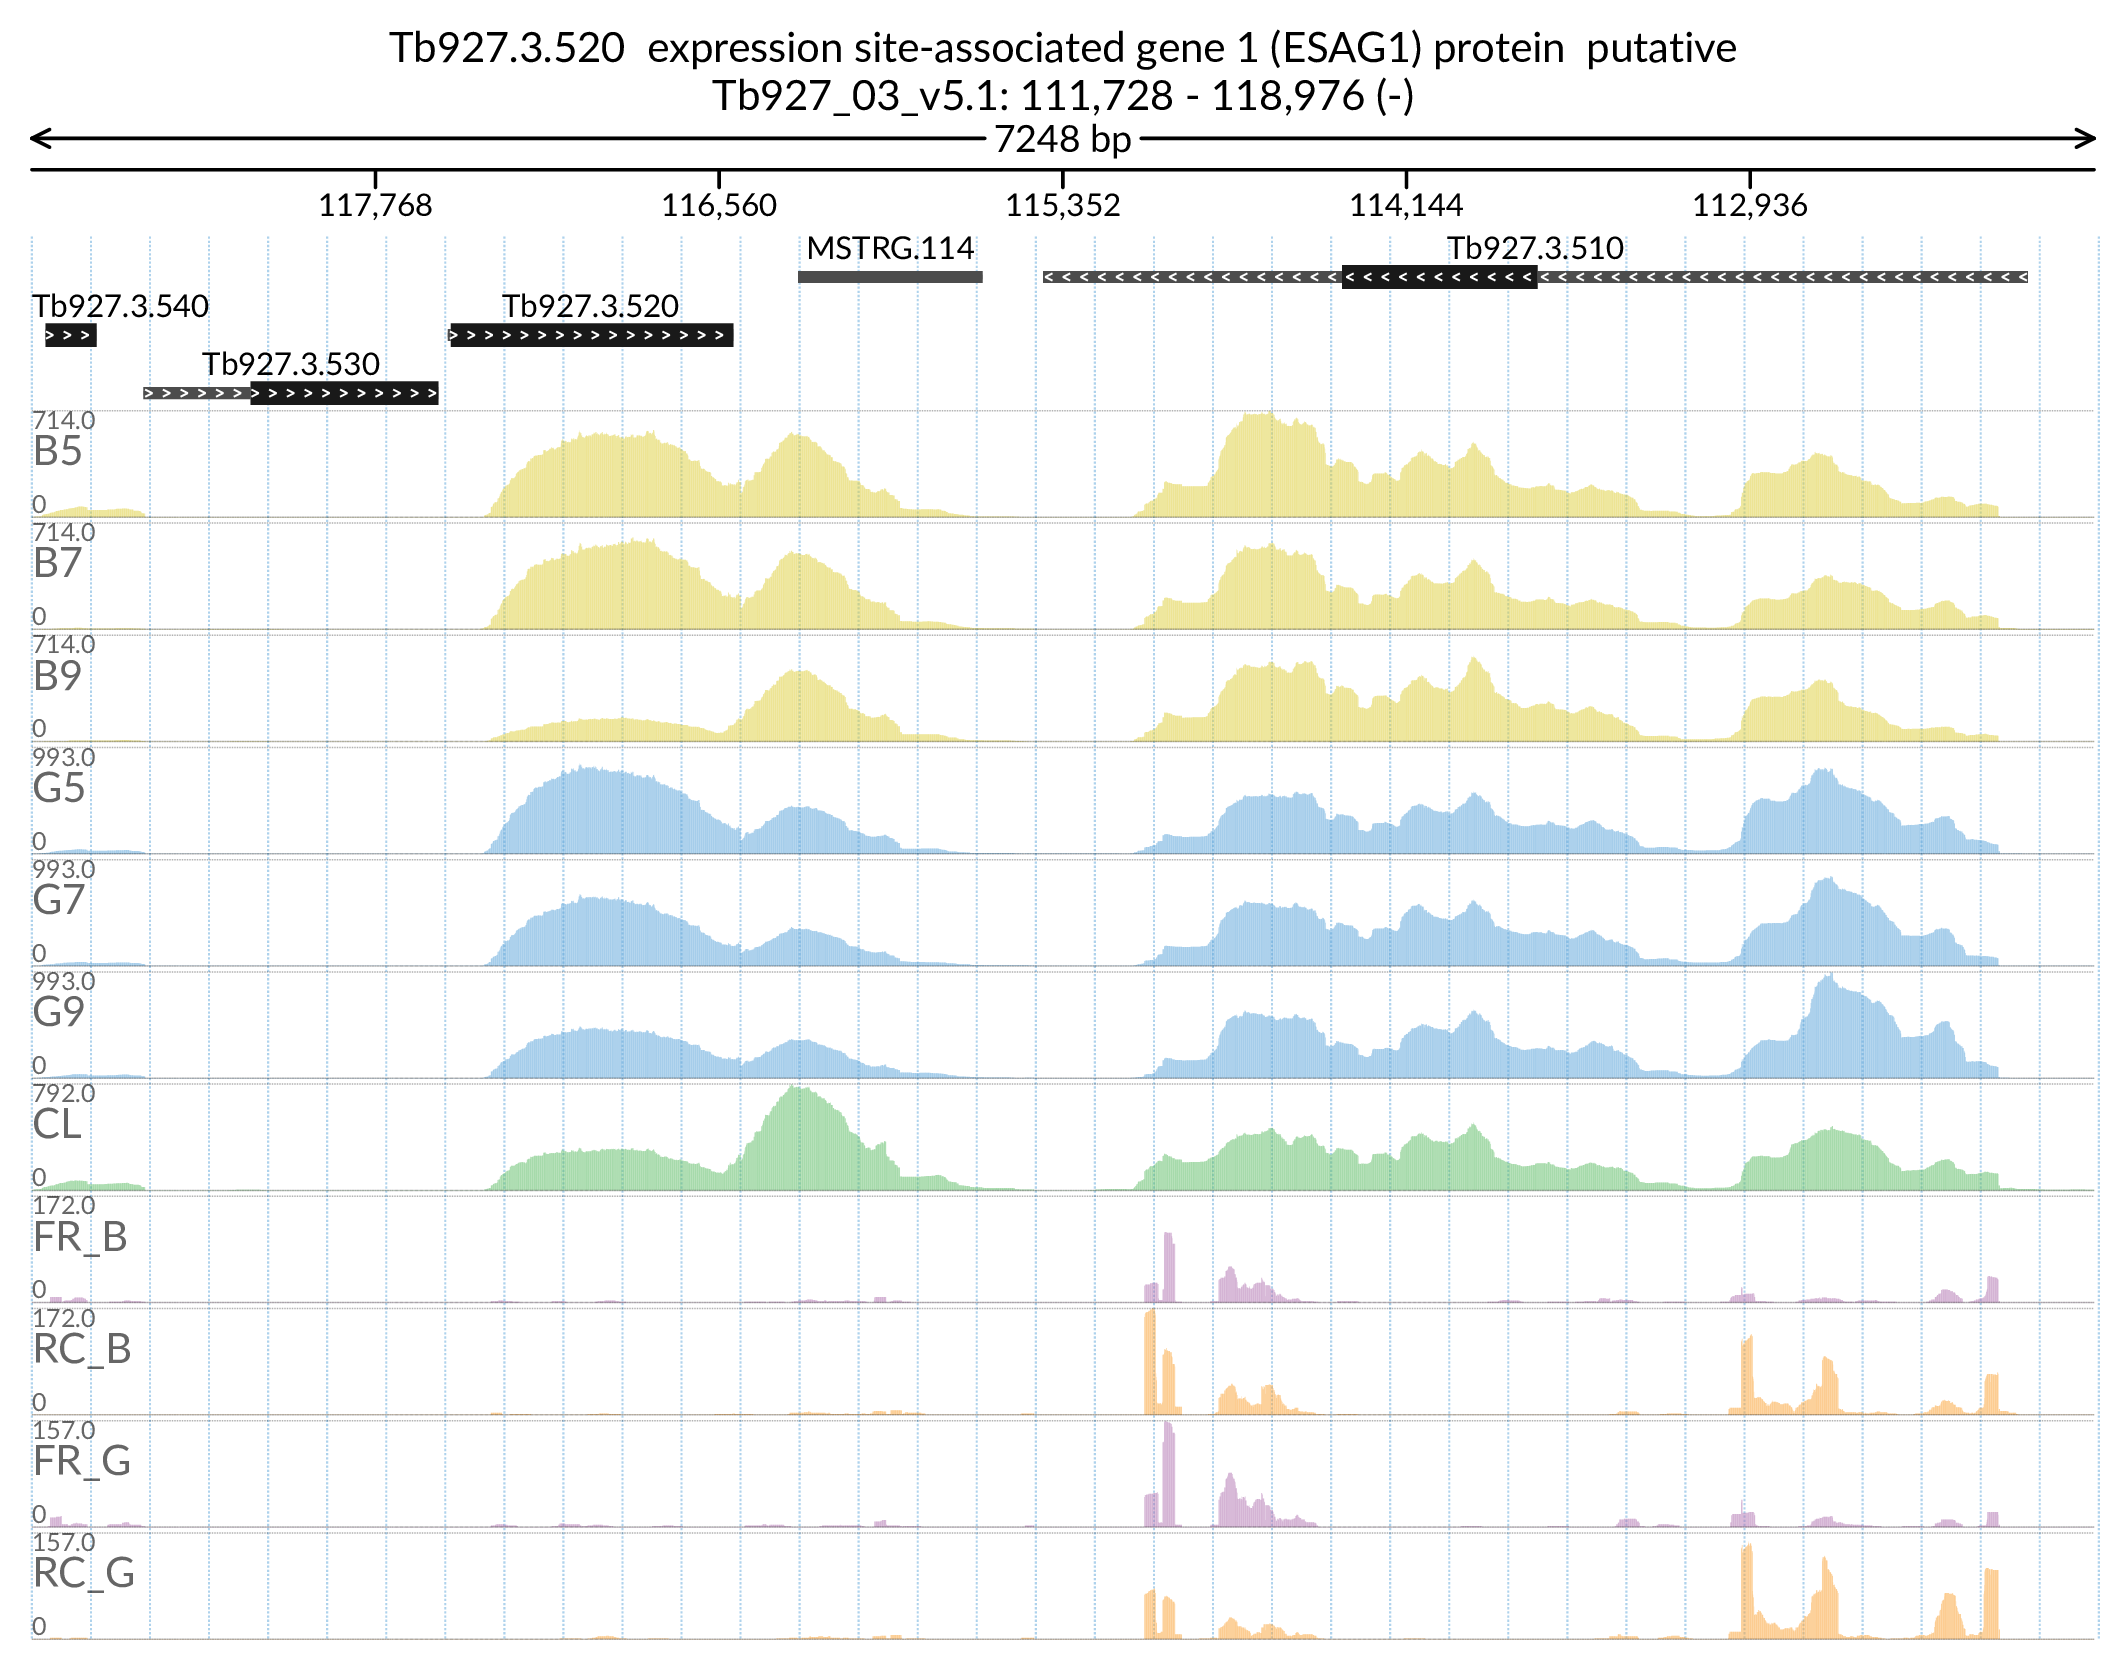 Tb927.3.520  expression site-associated gene 1 (ESAG1) protein  putative
Tb927_03_v5.1: 111,728 - 118,976 (-)
7248 bp
117,768 116,560 115,352 114,144 112,936
MSTRG.114 Tb927.3.510
Tb927.3.540 Tb927.3.520
Tb927.3.530
714.0
B5
0
714.0
B7
0
714.0
B9
0
993.0
G5
0
993.0
G7
0
993.0
G9
0
792.0
CL
0
172.0
FR_B
0
172.0
RC_B
0
157.0
FR_G
0
157.0
RC_G
0